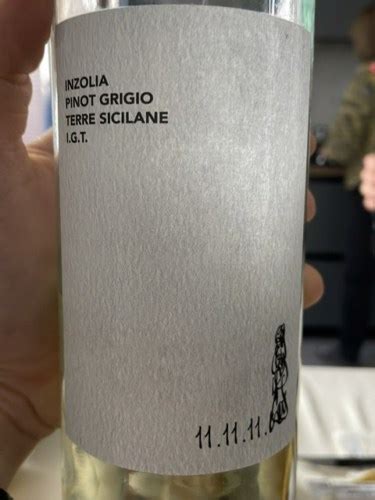 INZOLIA
PINOT GRIGIO
TERRE SICILANE
I.G.T.
11.11.11.